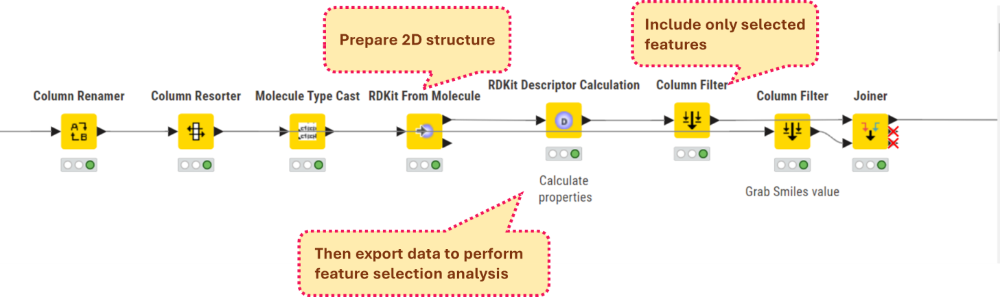 Prepare 2D structure
Include only selected
features
Column Renamer
Column Resorter
Molecule Type Cast
RDKit From Molecule
RDKit Descriptor Calculation
Column Filter
Column Filter
Joiner
A
B
D
Calculate
properties
Grab Smiles value
Then export data to perform
feature selection analysis